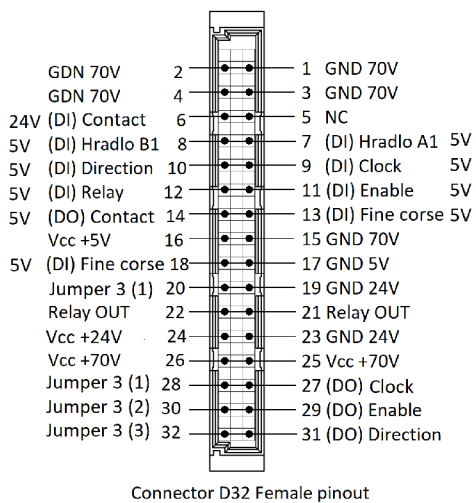 GDN 70V 2 1 GND 70V
GDN 70V 4 3 GND 70V
24V (DI) Contact 6 5 NC
5V (DI) Hradlo B1 8 7 (DI) Hradlo A1 5V
5V (DI) Direction 10 9 (DI) Clock 5V
5V (DI) Relay 12 11 (DI) Enable 5V
5V (DO) Contact 14 13 (DI) Fine corse 5V
Vcc +5V 16 15 GND 70V
5V (DI) Fine corse 18 17 GND 5V
Jumper 3 (1) 20 19 GND 24V
Relay OUT 22 21 Relay OUT
Vcc +24V 24 23 GND 24V
Vcc +70V 26 25 Vcc +70V
Jumper 3 (1) 28 27 (DO) Clock
Jumper 3 (2) 30 29 (DO) Enable
Jumper 3 (3) 32 31 (DO) Direction
Connector D32 Female pinout